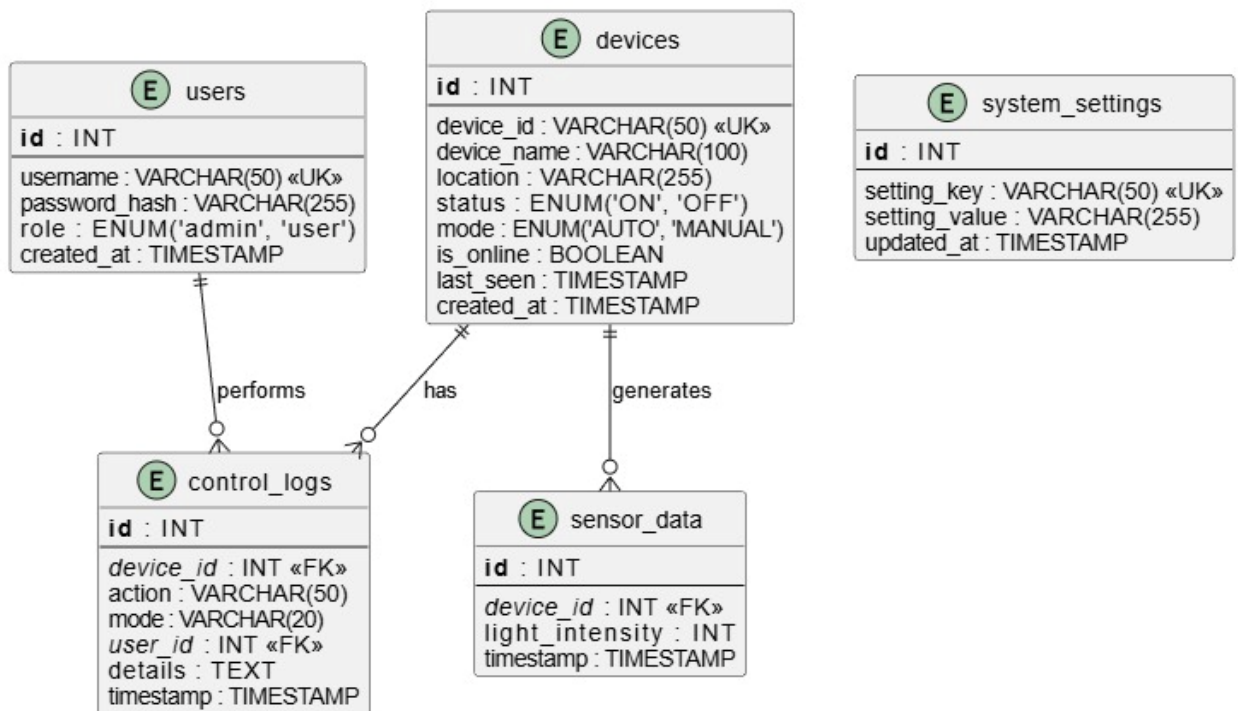 E users
id : INT
username : VARCHAR(50) «UK»
password_hash : VARCHAR(255)
role : ENUM('admin', 'user')
created_at : TIMESTAMP
E devices
id : INT
device_id : VARCHAR(50) «UK»
device_name : VARCHAR(100)
location : VARCHAR(255)
status : ENUM('ON', 'OFF')
mode : ENUM('AUTO', 'MANUAL')
is_online : BOOLEAN
last_seen : TIMESTAMP
created_at : TIMESTAMP
E system_settings
id : INT
setting_key : VARCHAR(50) «UK»
setting_value : VARCHAR(255)
updated_at : TIMESTAMP
performs
has
generates
E control_logs
id : INT
device_id : INT «FK»
action : VARCHAR(50)
mode : VARCHAR(20)
user_id : INT «FK»
details : TEXT
timestamp : TIMESTAMP
E sensor_data
id : INT
device_id : INT «FK»
light_intensity : INT
timestamp : TIMESTAMP